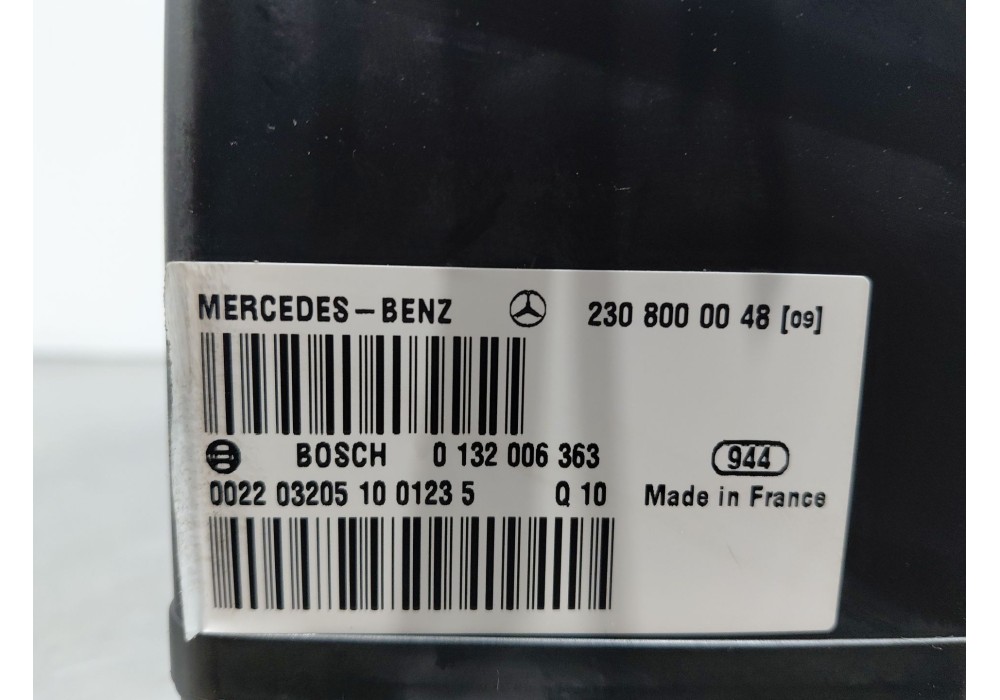 MERCEDES-BENZ 230 800 00 48 [09]
BOSCH 0 132 006 363
944
0022 03205 10 0123 5 Q 10
Made in France